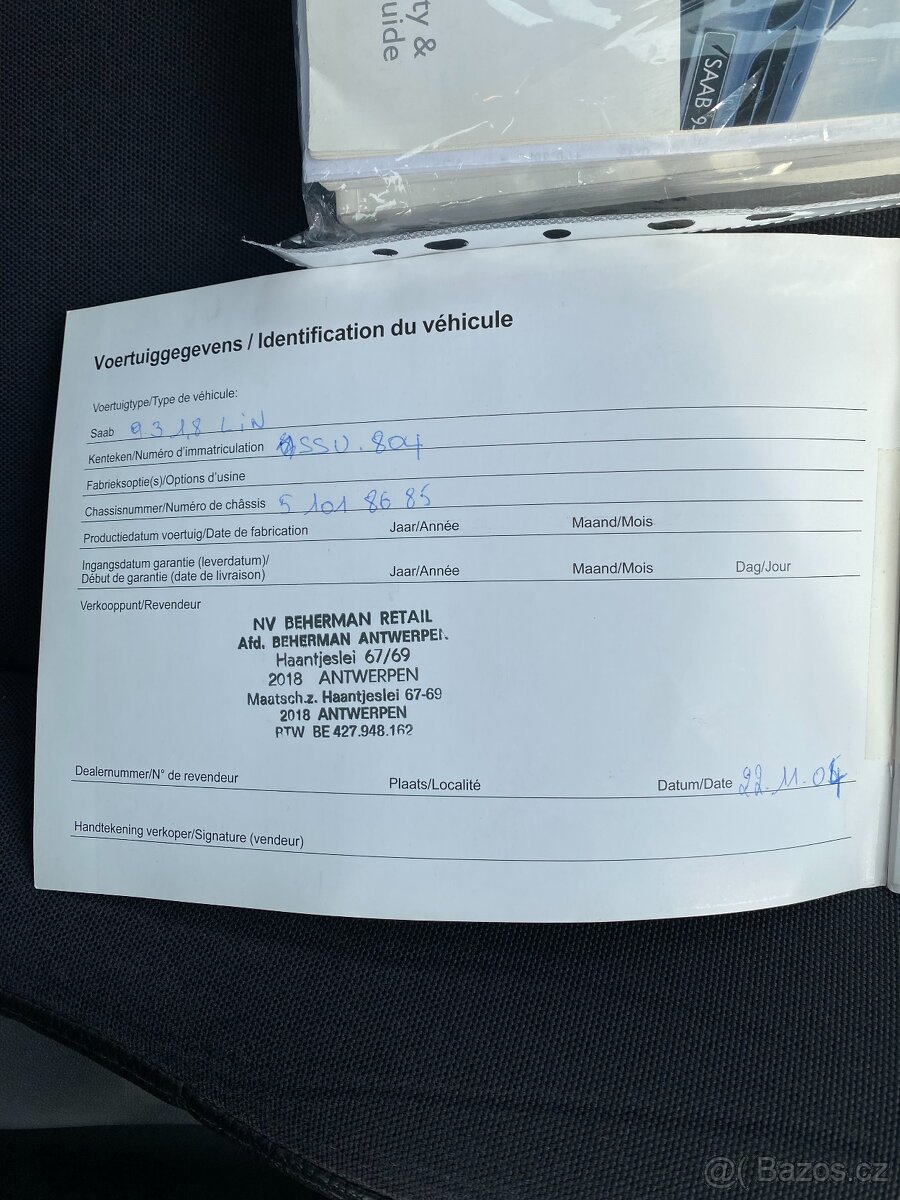 ty &
uide
SAAB 9
Voertuiggegevens / Identification du véhicule
Voertuigtype/Type de véhicule:
Saab 9.3 1.8 LiN
Kenteken/Numéro d'immatriculation SSU.804
Fabrieksoptie(s)/Options d'usine
Chassisnummer/Numéro de châssis 5 101 86 85
Productiedatum voertuig/Date de fabrication Jaar/Année Maand/Mois
Ingangsdatum garantie (leverdatum)/
Début de garantie (date de livraison) Jaar/Année Maand/Mois Dag/Jour
Verkooppunt/Revendeur
NV BEHERMAN RETAIL
Afd. BEHERMAN ANTWERPEN.
Haantjeslei 67/69
2018 ANTWERPEN
Maatsch.z. Haantjeslei 67-69
2018 ANTWERPEN
BTW BE 427.948.162
Dealernummer/N° de revendeur Plaats/Localité Datum/Date 22.11.04
Handtekening verkoper/Signature (vendeur)
@( Bazos.cz